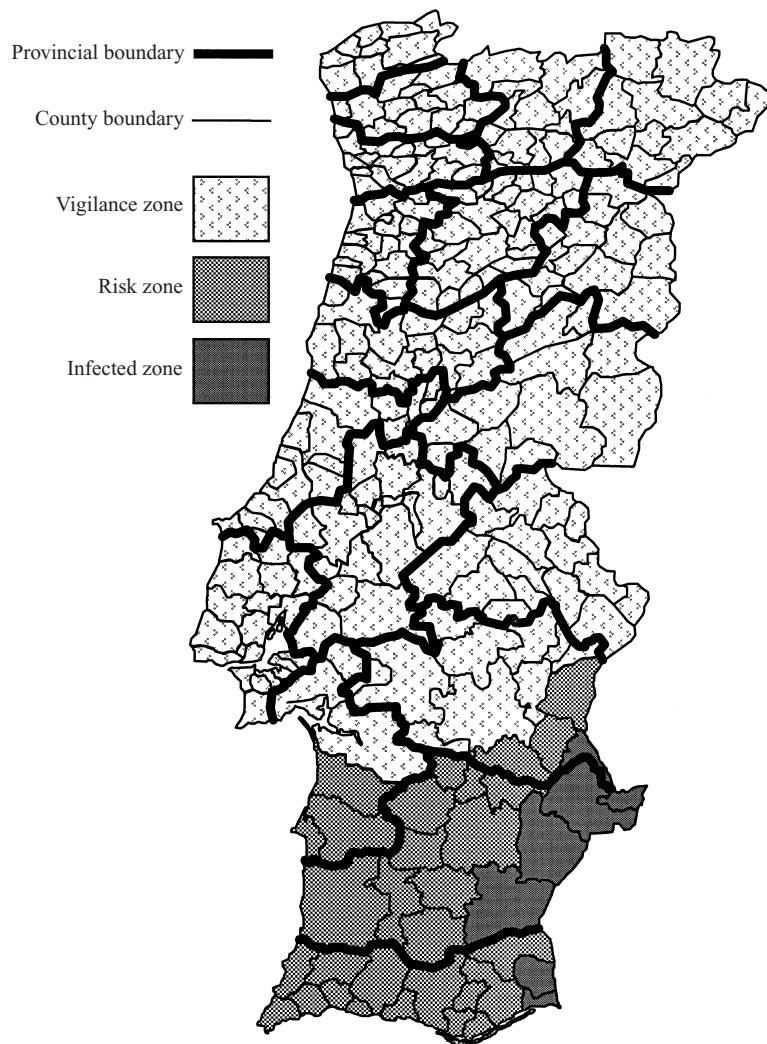 Provincial boundary
County boundary
Vigilance zone
Risk zone
Infected zone